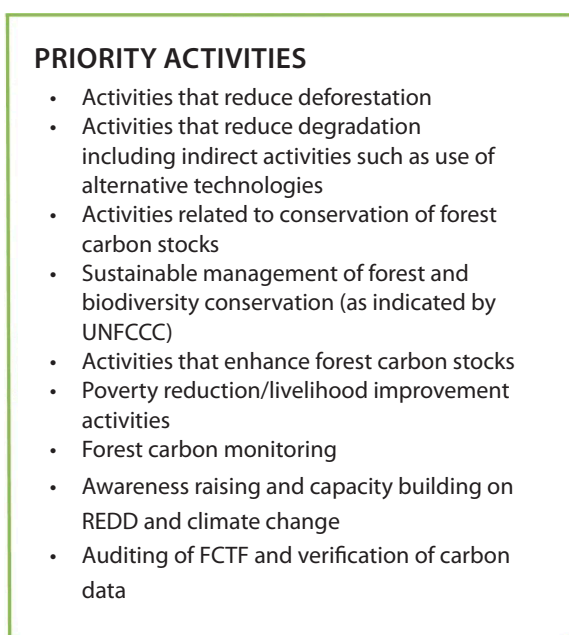 PRIORITY ACTIVITIES
• Activities that reduce deforestation
• Activities that reduce degradation
including indirect activities such as use of
alternative technologies
• Activities related to conservation of forest
carbon stocks
• Sustainable management of forest and
biodiversity conservation (as indicated by
UNFCCC)
• Activities that enhance forest carbon stocks
• Poverty reduction/livelihood improvement
activities
• Forest carbon monitoring
• Awareness raising and capacity building on
REDD and climate change
• Auditing of FCTF and verification of carbon
data